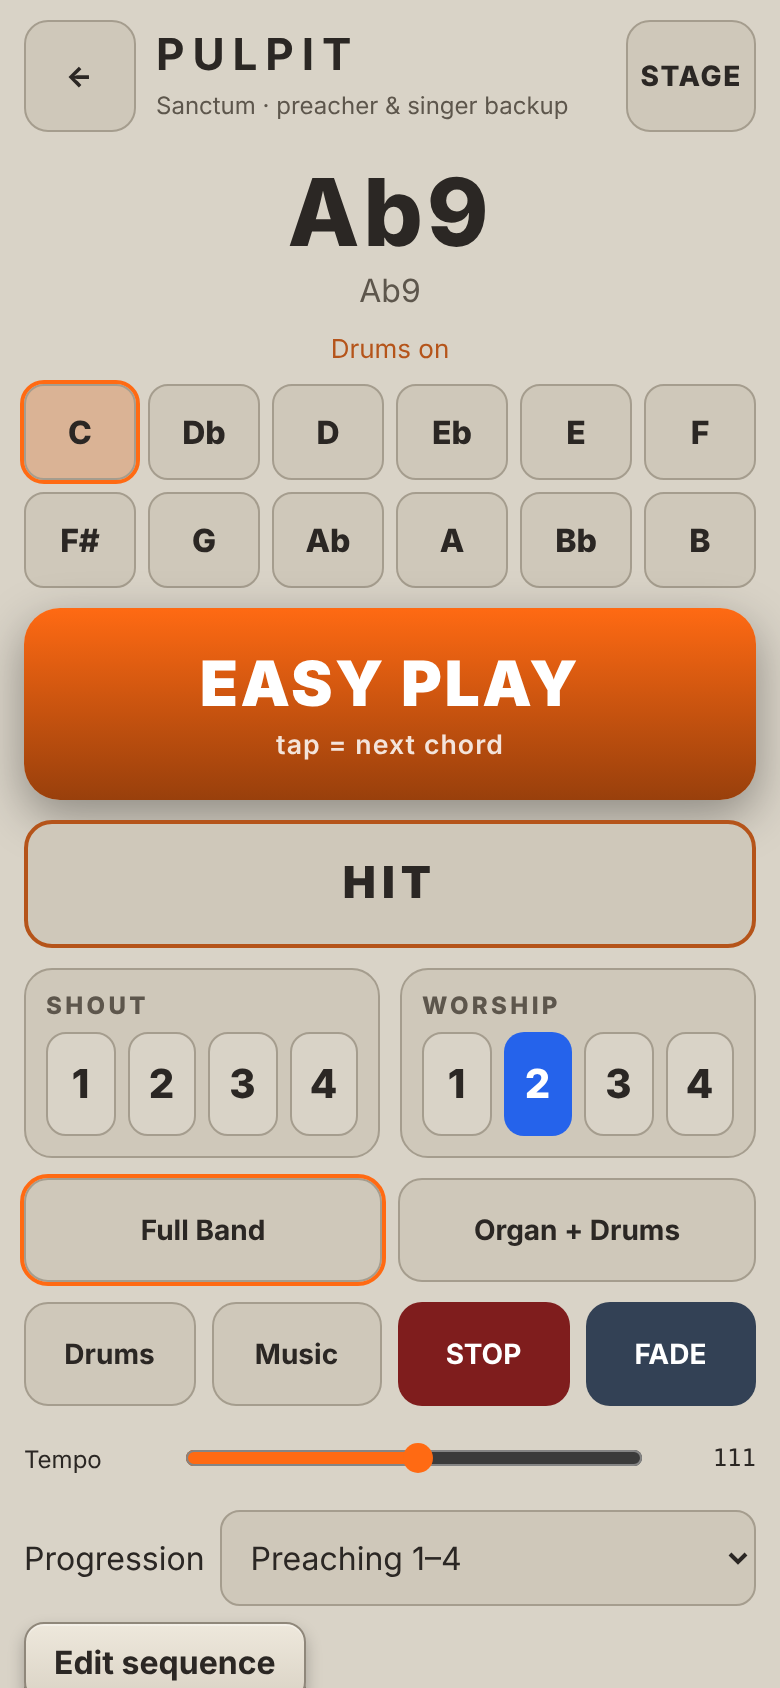 ←
PULPIT
Sanctum · preacher & singer backup
STAGE
Ab9
Ab9
Drums on
C Db D Eb E F
F# G Ab A Bb B
EASY PLAY
tap = next chord
HIT
SHOUT
1 2 3 4
WORSHIP
1 2 3 4
Full Band Organ + Drums
Drums Music STOP FADE
Tempo 111
Progression Preaching 1–4
Edit sequence